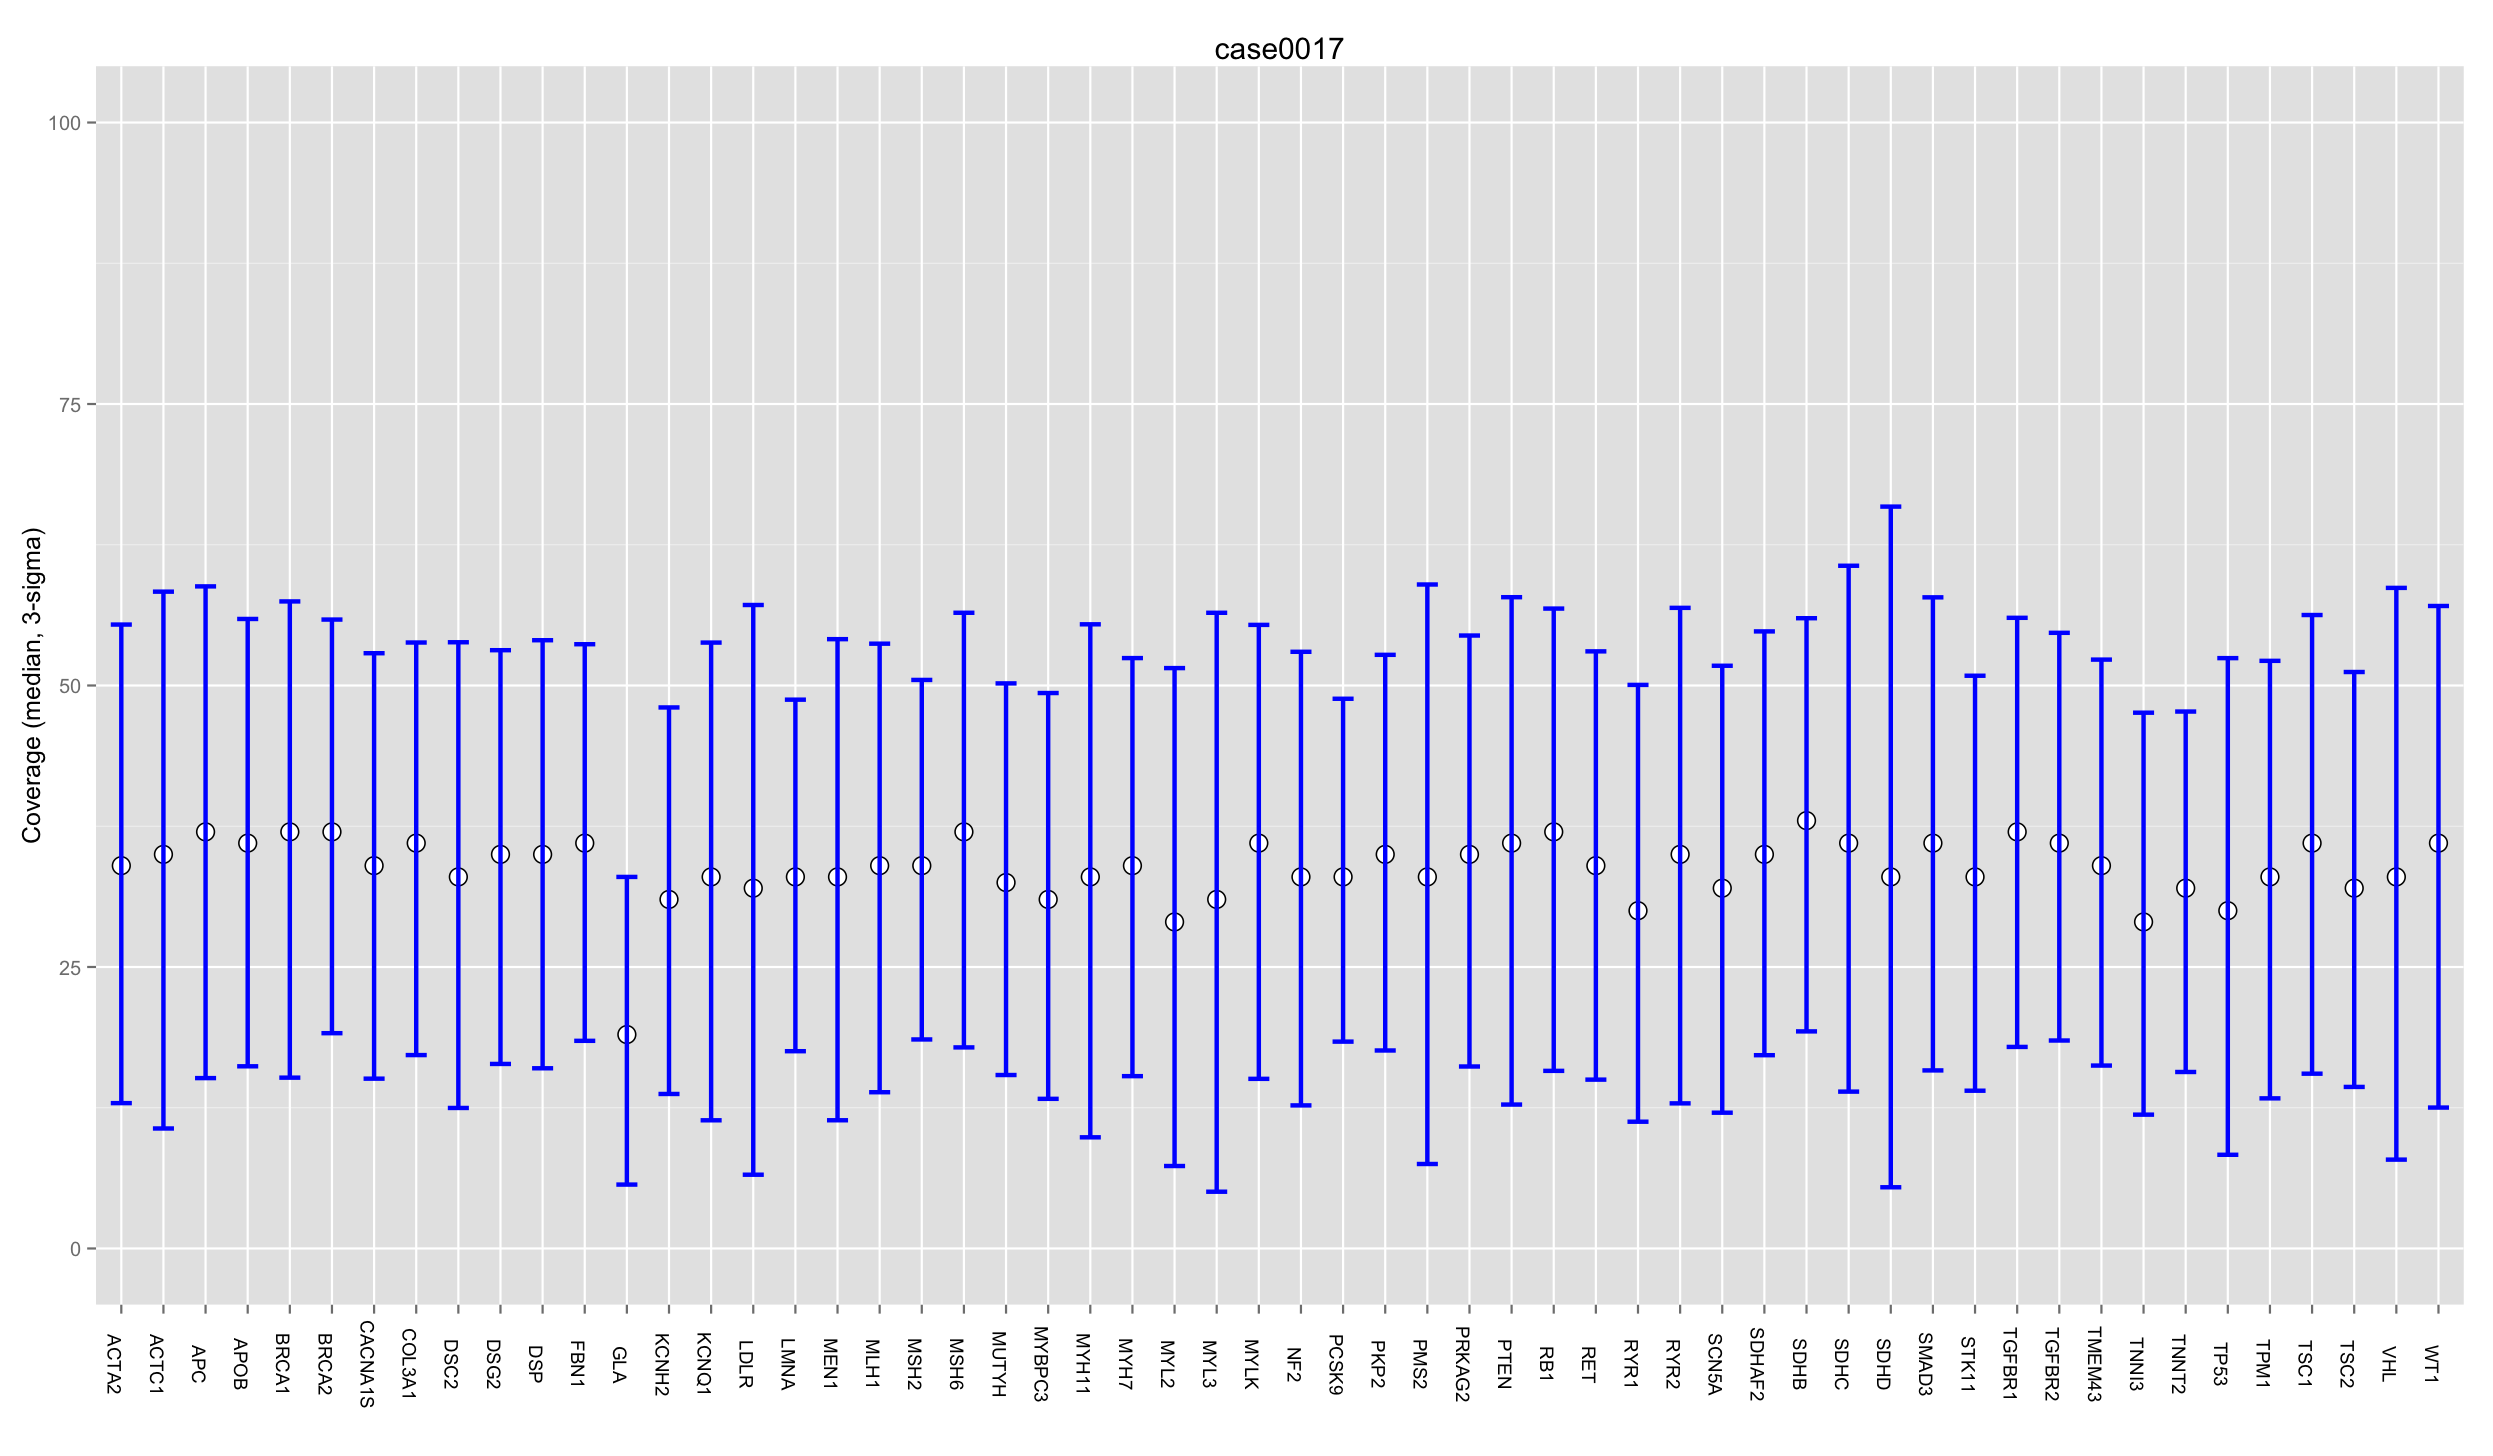 case0017
Coverage (median, 3-sigma)
100
75
50
25
0
ACTA2
ACTC1
APC
APOB
BRCA1
BRCA2
CACNA1S
COL3A1
DSC2
DSG2
DSP
FBN1
GLA
KCNH2
KCNQ1
LDLR
LMNA
MEN1
MLH1
MSH2
MSH6
MUTYH
MYBPC3
MYH11
MYH7
MYL2
MYL3
MYLK
NF2
PCSK9
PKP2
PMS2
PRKAG2
PTEN
RB1
RET
RYR1
RYR2
SCN5A
SDHAF2
SDHB
SDHC
SDHD
SMAD3
STK11
TGFBR1
TGFBR2
TMEM43
TNNI3
TNNT2
TP53
TPM1
TSC1
TSC2
VHL
WT1